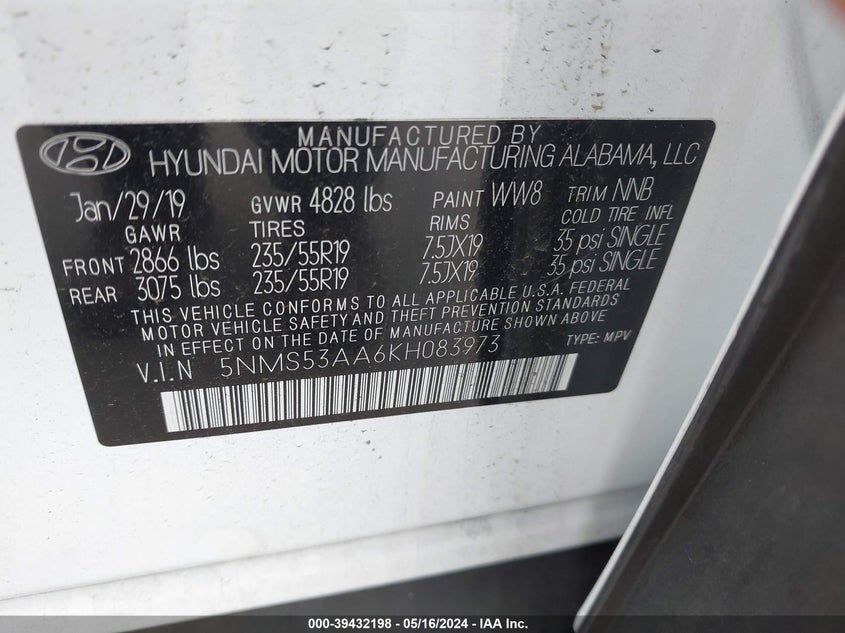 MANUFACTURED BY
HYUNDAI MOTOR MANUFACTURING ALABAMA, LLC
Jan/29/19 GVWR 4828 lbs PAINT WW8 TRIM NNB
GAWR TIRES RIMS COLD TIRE INFL
FRONT 2866 lbs 235/55R19 7.5JX19 35 psi SINGLE
REAR 3075 lbs 235/55R19 7.5JX19 35 psi SINGLE
THIS VEHICLE CONFORMS TO ALL APPLICABLE U.S.A. FEDERAL
MOTOR VEHICLE SAFETY AND THEFT PREVENTION STANDARDS
IN EFFECT ON THE DATE OF MANUFACTURE SHOWN ABOVE
V.I.N 5NMS53AA6KH083973 TYPE: MPV
000-39432198 - 05/16/2024 - Copyright © IAA, LLC